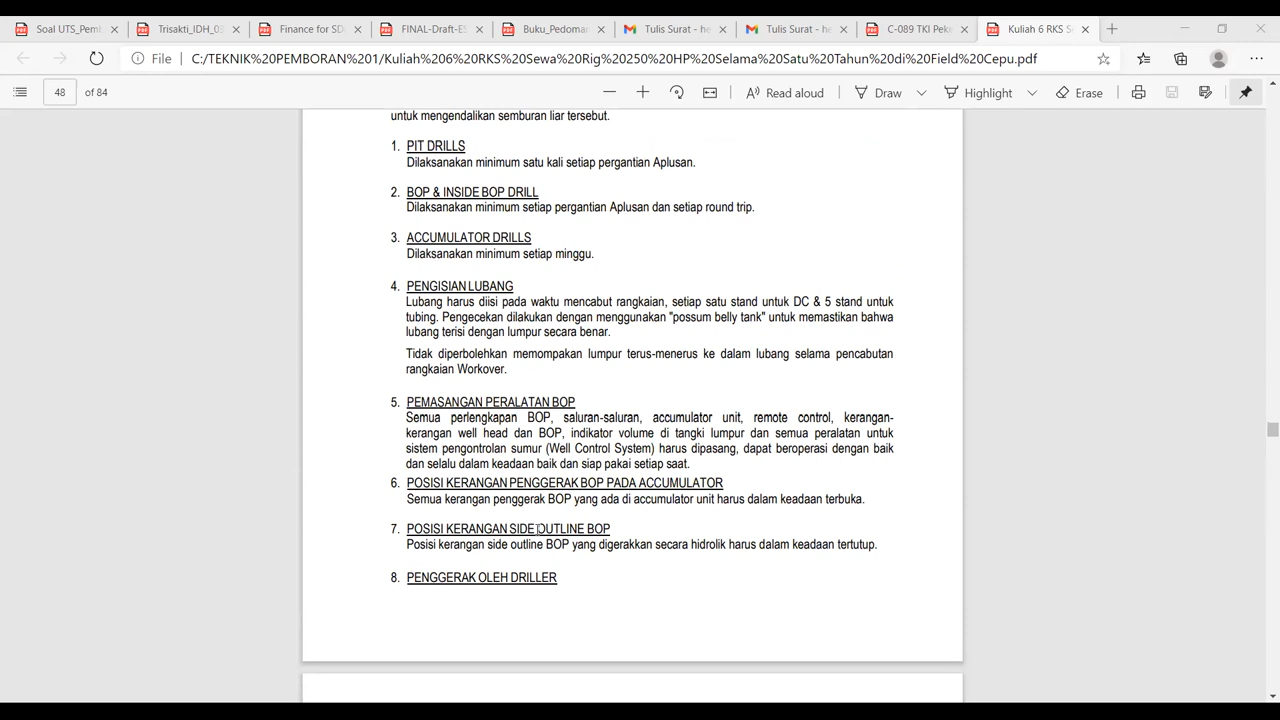 Soal UTS_Pemb
Trisakti_IDH_03
Finance for SD
FINAL-Draft-ES
Buku_Pedoman
Tulis Surat - he
Tulis Surat - he
C-089 TKI Peke
Kuliah 6 RKS S
File
C:/TEKNIK%20PEMBORAN%201/Kuliah%206%20RKS%20Sewa%20Rig%20250%20HP%20Selama%20Satu%20Tahun%20di%20Field%20Cepu.pdf
48 of 84
Read aloud
Draw
Highlight
Erase
untuk mengendalikan semburan liar tersebut.
1. PIT DRILLS
Dilaksanakan minimum satu kali setiap pergantian Aplusan.
2. BOP & INSIDE BOP DRILL
Dilaksanakan minimum setiap pergantian Aplusan dan setiap round trip.
3. ACCUMULATOR DRILLS
Dilaksanakan minimum setiap minggu.
4. PENGISIAN LUBANG
Lubang harus diisi pada waktu mencabut rangkaian, setiap satu stand untuk DC & 5 stand untuk
tubing. Pengecekan dilakukan dengan menggunakan "possum belly tank" untuk memastikan bahwa
lubang terisi dengan lumpur secara benar.
Tidak diperbolehkan memompakan lumpur terus-menerus ke dalam lubang selama pencabutan
rangkaian Workover.
5. PEMASANGAN PERALATAN BOP
Semua perlengkapan BOP, saluran-saluran, accumulator unit, remote control, kerangan-
kerangan well head dan BOP, indikator volume di tangki lumpur dan semua peralatan untuk
sistem pengontrolan sumur (Well Control System) harus dipasang, dapat beroperasi dengan baik
dan selalu dalam keadaan baik dan siap pakai setiap saat.
6. POSISI KERANGAN PENGGERAK BOP PADA ACCUMULATOR
Semua kerangan penggerak BOP yang ada di accumulator unit harus dalam keadaan terbuka.
7. POSISI KERANGAN SIDE OUTLINE BOP
Posisi kerangan side outline BOP yang digerakkan secara hidrolik harus dalam keadaan tertutup.
8. PENGGERAK OLEH DRILLER